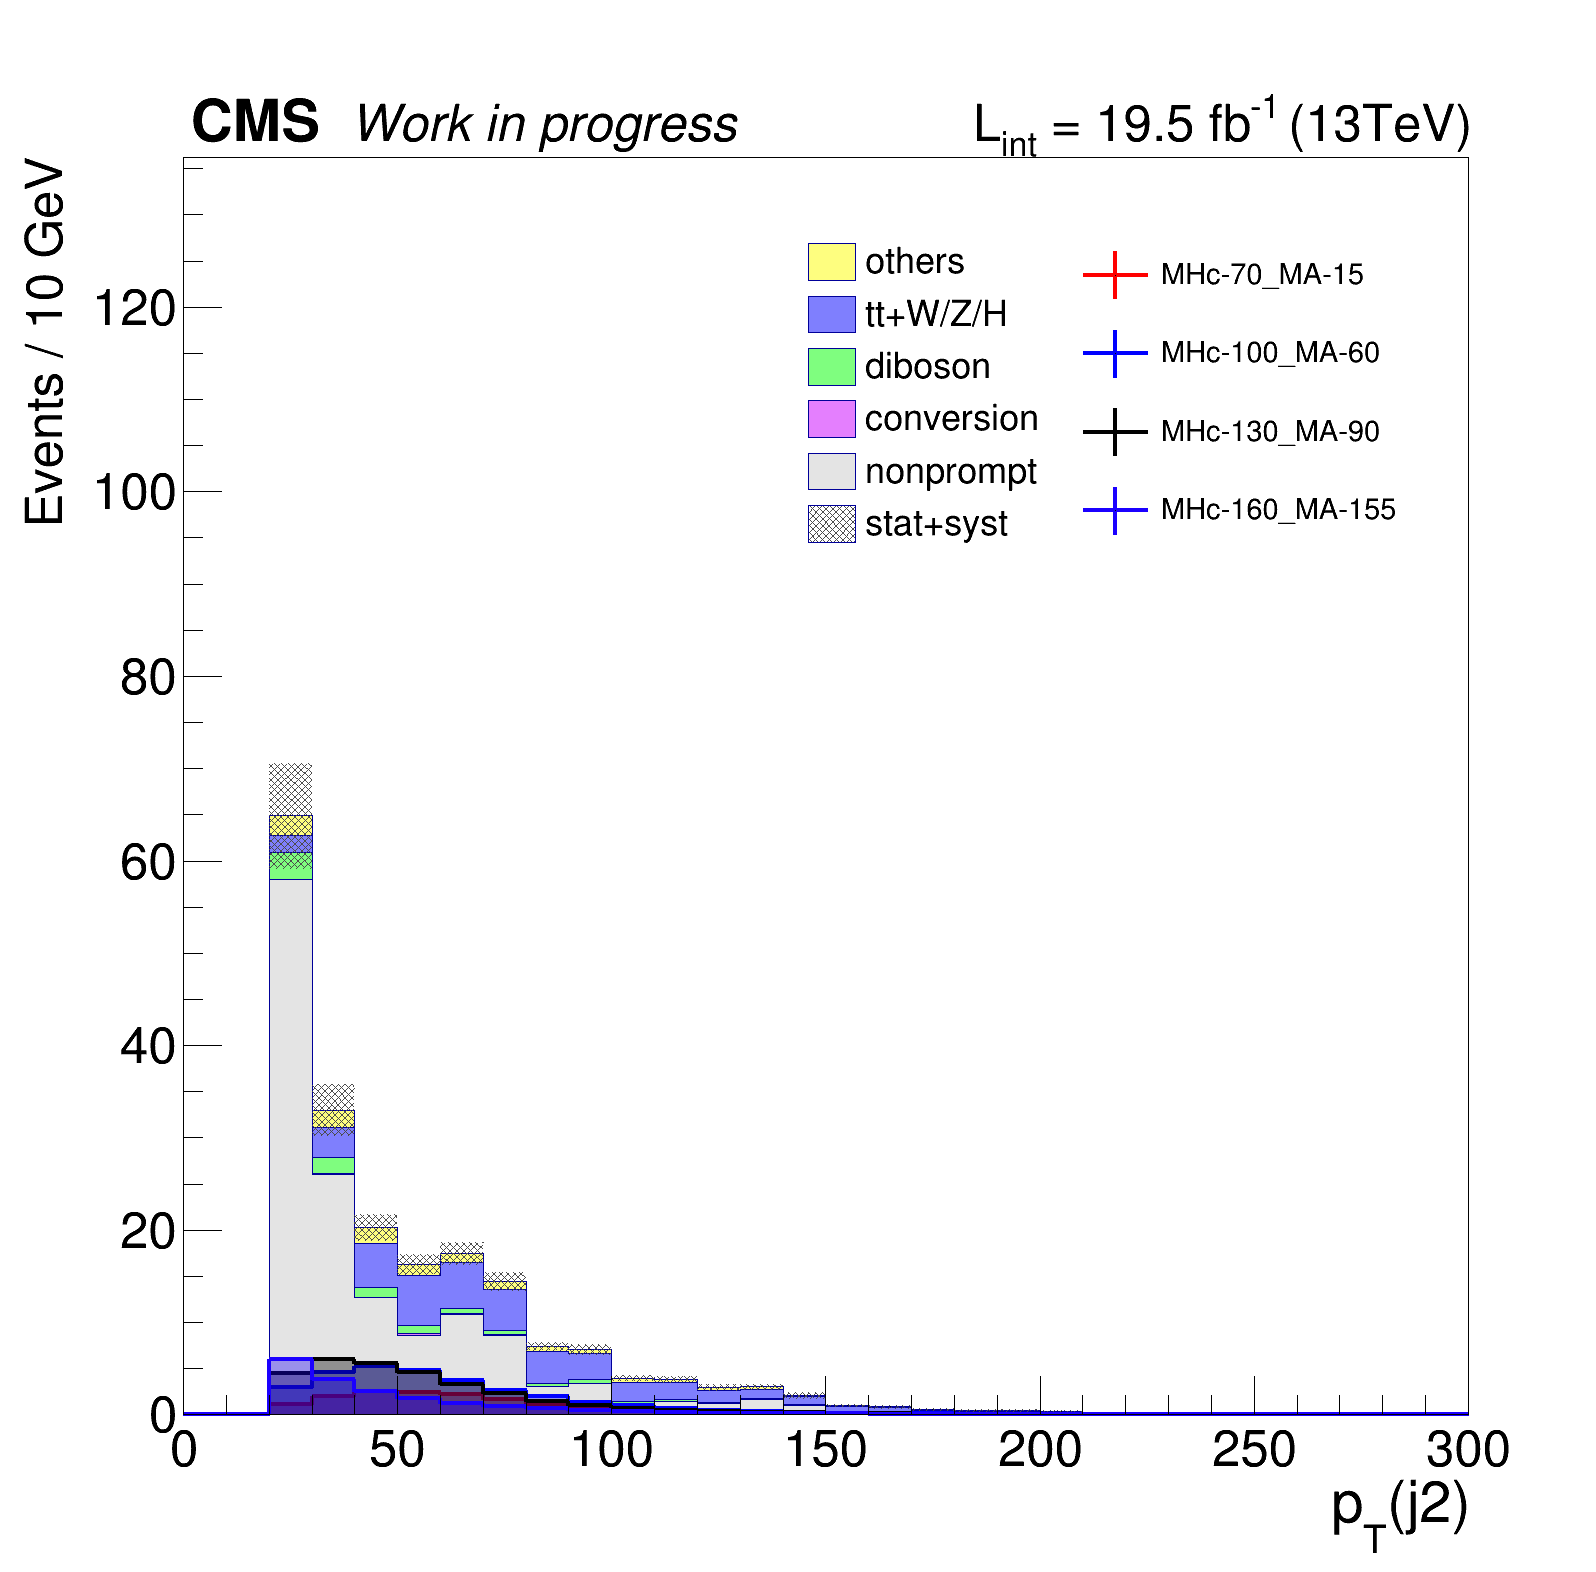 CMS Work in progress L_int = 19.5 fb^-1 (13TeV)
Events / 10 GeV
120
100
80
60
40
20
0
others
tt+W/Z/H
diboson
conversion
nonprompt
stat+syst
MHc-70_MA-15
MHc-100_MA-60
MHc-130_MA-90
MHc-160_MA-155
0 50 100 150 200 250 300
p_T(j2)